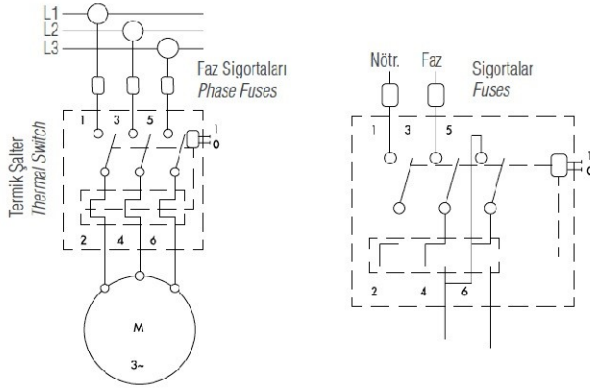 L1
L2
L3
Faz Sigortaları
Phase Fuses
1 3 5
1
0
Termik Şalter
Thermal Switch
2 4 6
M
3~
Nötr. Faz
Sigortalar
Fuses
1 3 5
1
0
2 4 6